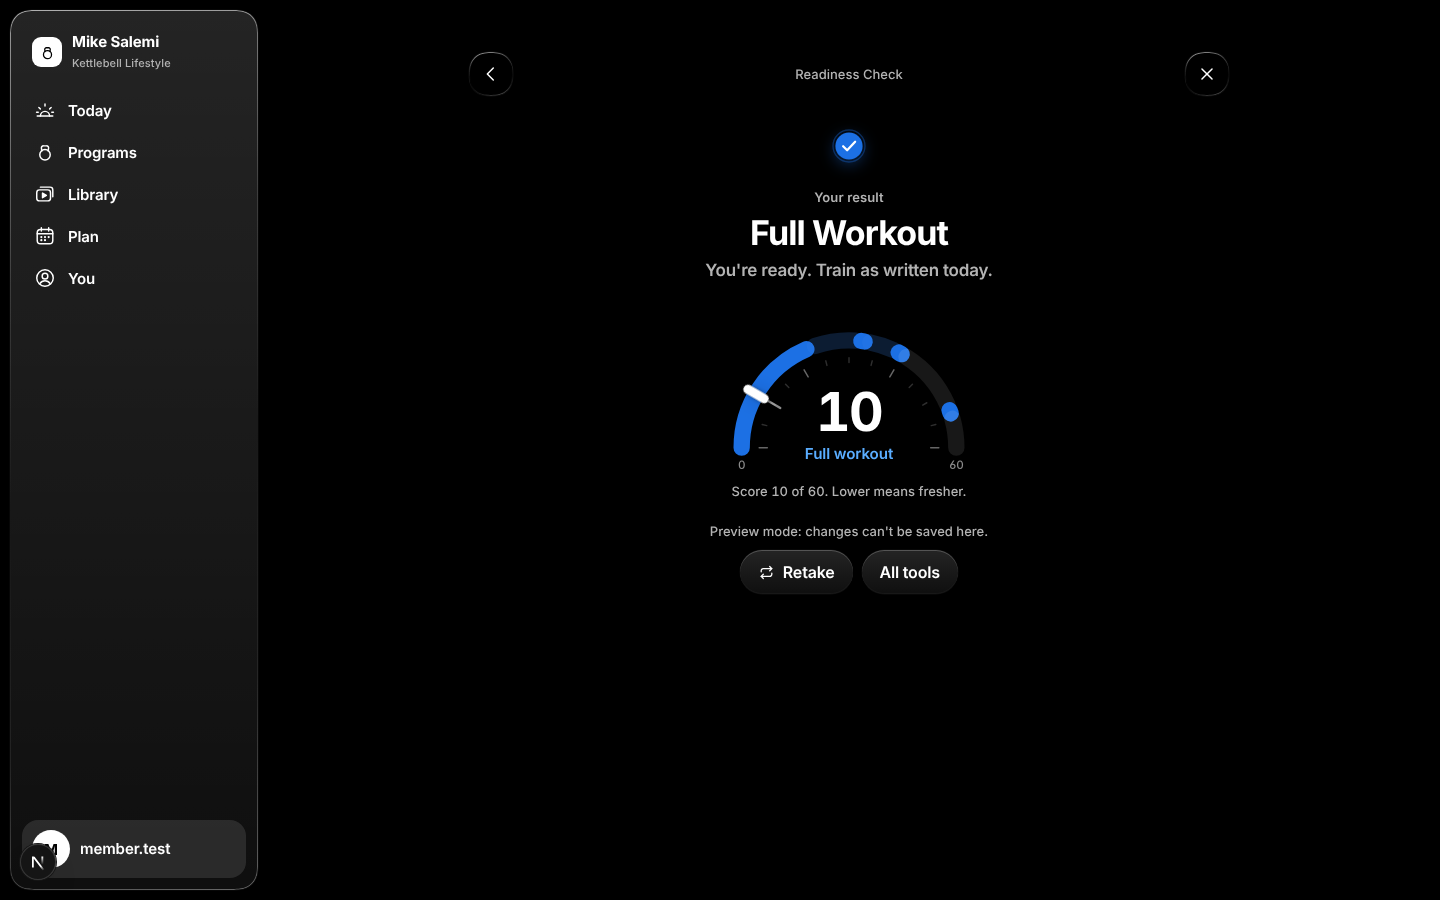 Mike Salemi
Kettlebell Lifestyle
Today
Programs
Library
Plan
You
member.test
Readiness Check
Your result
Full Workout
You're ready. Train as written today.
10
Full workout
0
60
Score 10 of 60. Lower means fresher.
Preview mode: changes can't be saved here.
Retake
All tools